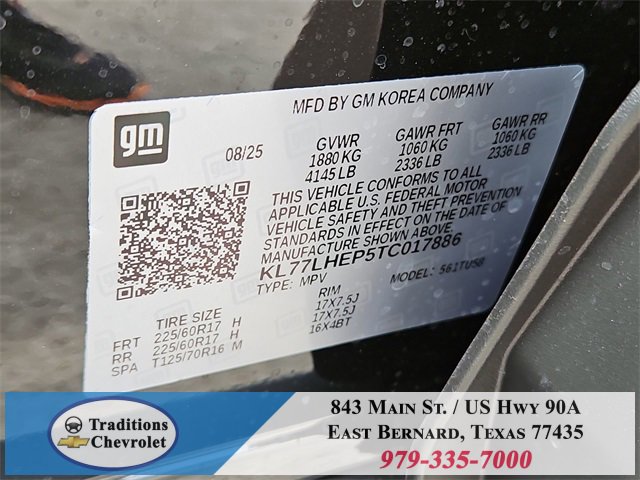 MFD BY GM KOREA COMPANY
gm
08/25 GVWR GAWR FRT GAWR RR
1880 KG 1060 KG 1060 KG
4145 LB 2336 LB 2336 LB
THIS VEHICLE CONFORMS TO ALL
APPLICABLE U.S. FEDERAL MOTOR
VEHICLE SAFETY AND THEFT PREVENTION
STANDARDS IN EFFECT ON THE DATE OF
MANUFACTURE SHOWN ABOVE.
KL77LHEP5TC017886
TYPE: MPV MODEL: 561TU58
TIRE SIZE RIM
FRT 225/60R17 H 17X7.5J
RR 225/60R17 H 17X7.5J
SPA T125/70R16 M 16X4BT
Traditions
Chevrolet
843 Main St. / US Hwy 90A
East Bernard, Texas 77435
979-335-7000